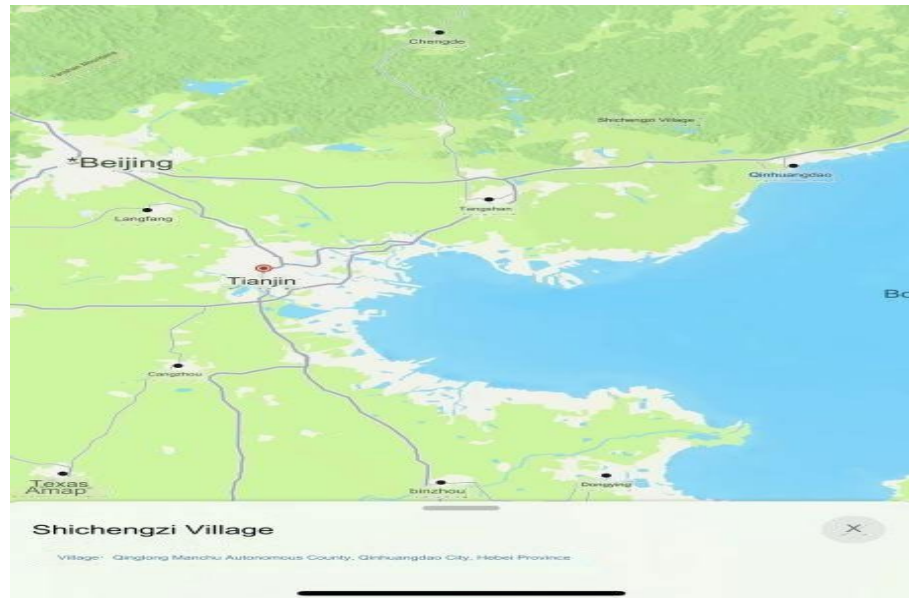 Chengde
Shichengzi Village
Beijing
Qinhuangdao
Tangshan
Langfang
Tianjin
Bo
Cangzhou
Texas
Amap
binzhou
Dongying
Shichengzi Village
Village· Qinglong Manchu Autonomous County, Qinhuangdao City, Hebei Province